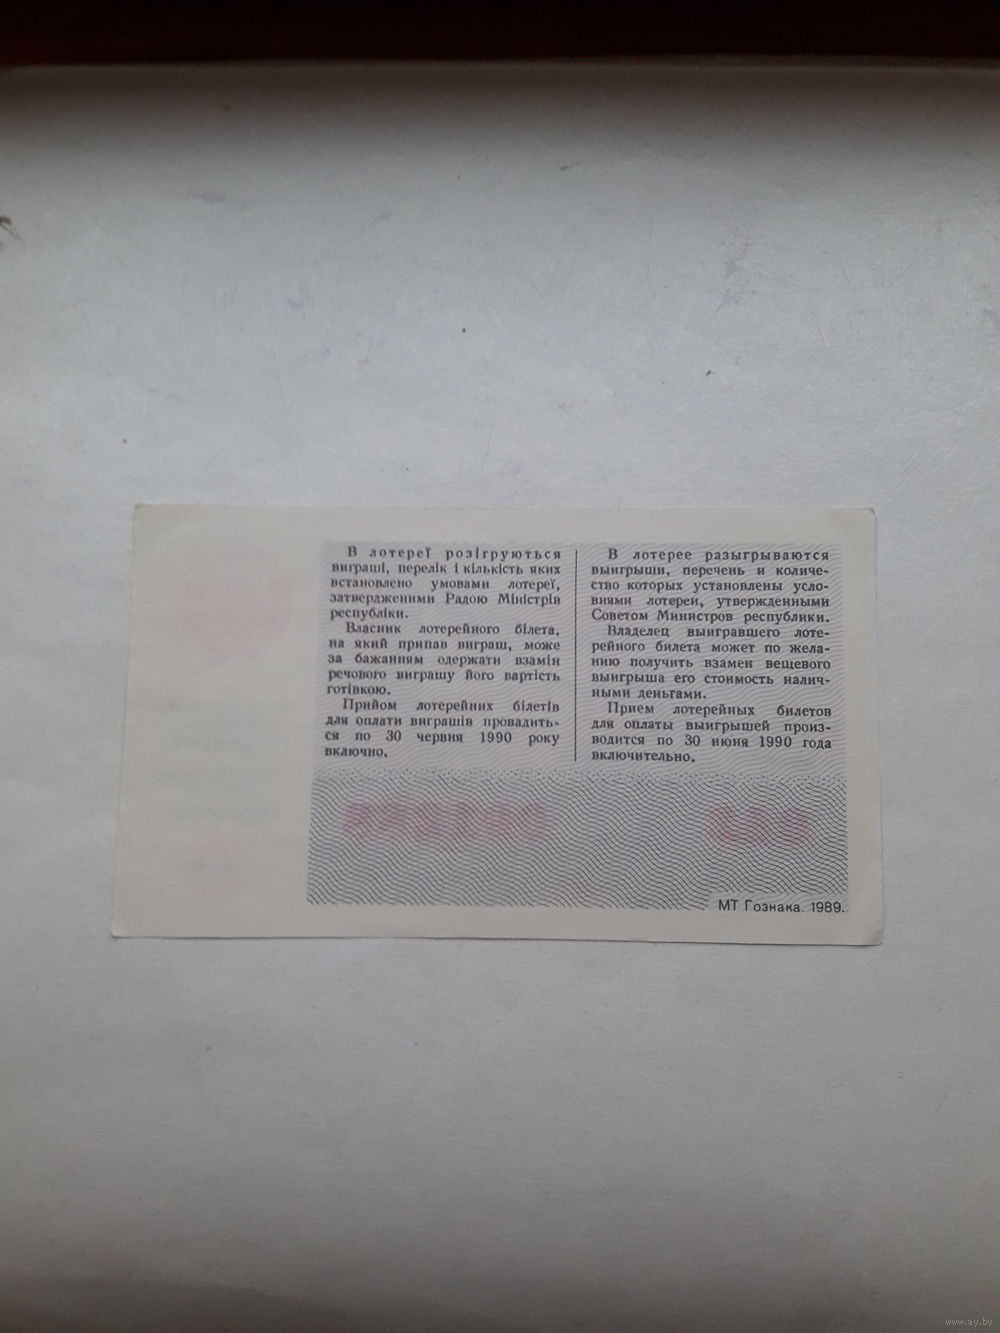 В лотереї розігруються
виграші, перелік і кількість яких
встановлено умовами лотереї,
затвердженими Радою Міністрів
республіки.
Власник лотерейного білета,
на який припав виграш, може
за бажанням одержати взамін
речового виграшу його вартість
готівкою.
Прийом лотерейних білетів
для оплати виграшів провадить-
ся по 30 червня 1990 року
включно.
В лотерее разыгрываются
выигрыши, перечень и количе-
ство которых установлены усло-
виями лотереи, утвержденными
Советом Министров республики.
Владелец выигравшего лоте-
рейного билета может по жела-
нию получить взамен вещевого
выигрыша его стоимость налич-
ными деньгами.
Прием лотерейных билетов
для оплаты выигрышей произ-
водится по 30 июня 1990 года
включительно.
МТ Гознака. 1989.
www.ay.by